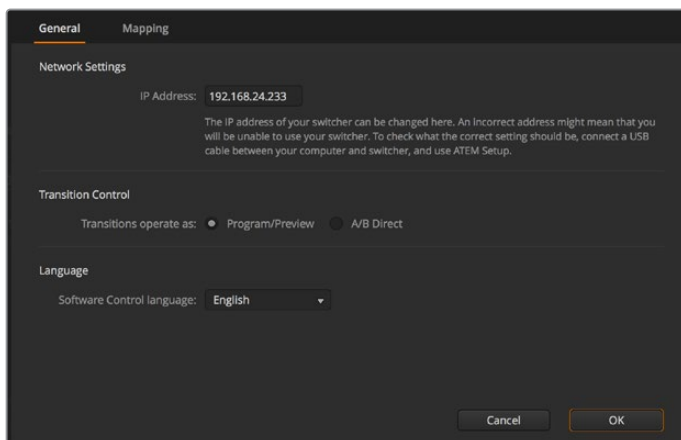 General Mapping
Network Settings
IP Address: 192.168.24.233
The IP address of your switcher can be changed here. An incorrect address might mean that you
will be unable to use your switcher. To check what the correct setting should be, connect a USB
cable between your computer and switcher, and use ATEM Setup.
Transition Control
Transitions operate as: Program/Preview A/B Direct
Language
Software Control language: English
Cancel OK